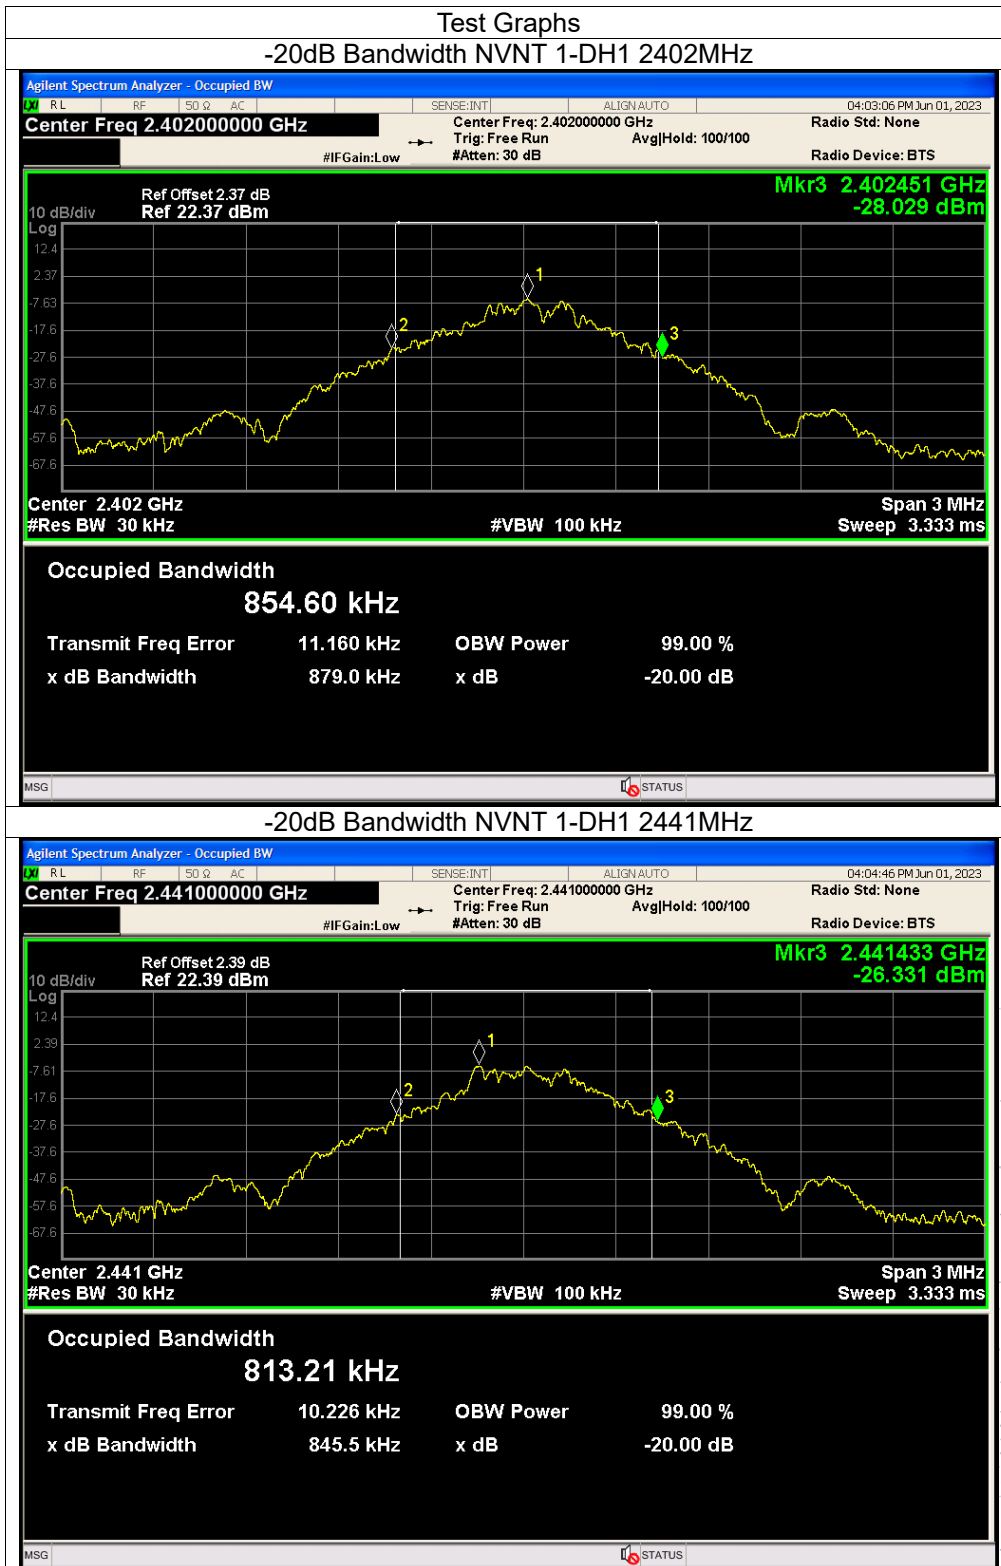 Test Graphs
-20dB Bandwidth NVNT 1-DH1 2402MHz
Agilent Spectrum Analyzer - Occupied BW
LXI RL RF 50 Ω AC SENSE:INT ALIGN AUTO 04:03:06 PM Jun 01, 2023
Center Freq 2.402000000 GHz Center Freq: 2.402000000 GHz Radio Std: None
Trig: Free Run Avg|Hold: 100/100
#IFGain:Low #Atten: 30 dB Radio Device: BTS
Mkr3 2.402451 GHz
-28.029 dBm
Ref Offset 2.37 dB
10 dB/div Ref 22.37 dBm
Log
12.4
2.37
-7.63
-17.6
-27.6
-37.6
-47.6
-57.6
-67.6
1
2
3
Center 2.402 GHz Span 3 MHz
#Res BW 30 kHz #VBW 100 kHz Sweep 3.333 ms
Occupied Bandwidth
854.60 kHz
Transmit Freq Error 11.160 kHz OBW Power 99.00 %
x dB Bandwidth 879.0 kHz x dB -20.00 dB
MSG STATUS
-20dB Bandwidth NVNT 1-DH1 2441MHz
Agilent Spectrum Analyzer - Occupied BW
LXI RL RF 50 Ω AC SENSE:INT ALIGN AUTO 04:04:46 PM Jun 01, 2023
Center Freq 2.441000000 GHz Center Freq: 2.441000000 GHz Radio Std: None
Trig: Free Run Avg|Hold: 100/100
#IFGain:Low #Atten: 30 dB Radio Device: BTS
Mkr3 2.441433 GHz
-26.331 dBm
Ref Offset 2.39 dB
10 dB/div Ref 22.39 dBm
Log
12.4
2.39
-7.61
-17.6
-27.6
-37.6
-47.6
-57.6
-67.6
1
2
3
Center 2.441 GHz Span 3 MHz
#Res BW 30 kHz #VBW 100 kHz Sweep 3.333 ms
Occupied Bandwidth
813.21 kHz
Transmit Freq Error 10.226 kHz OBW Power 99.00 %
x dB Bandwidth 845.5 kHz x dB -20.00 dB
MSG STATUS